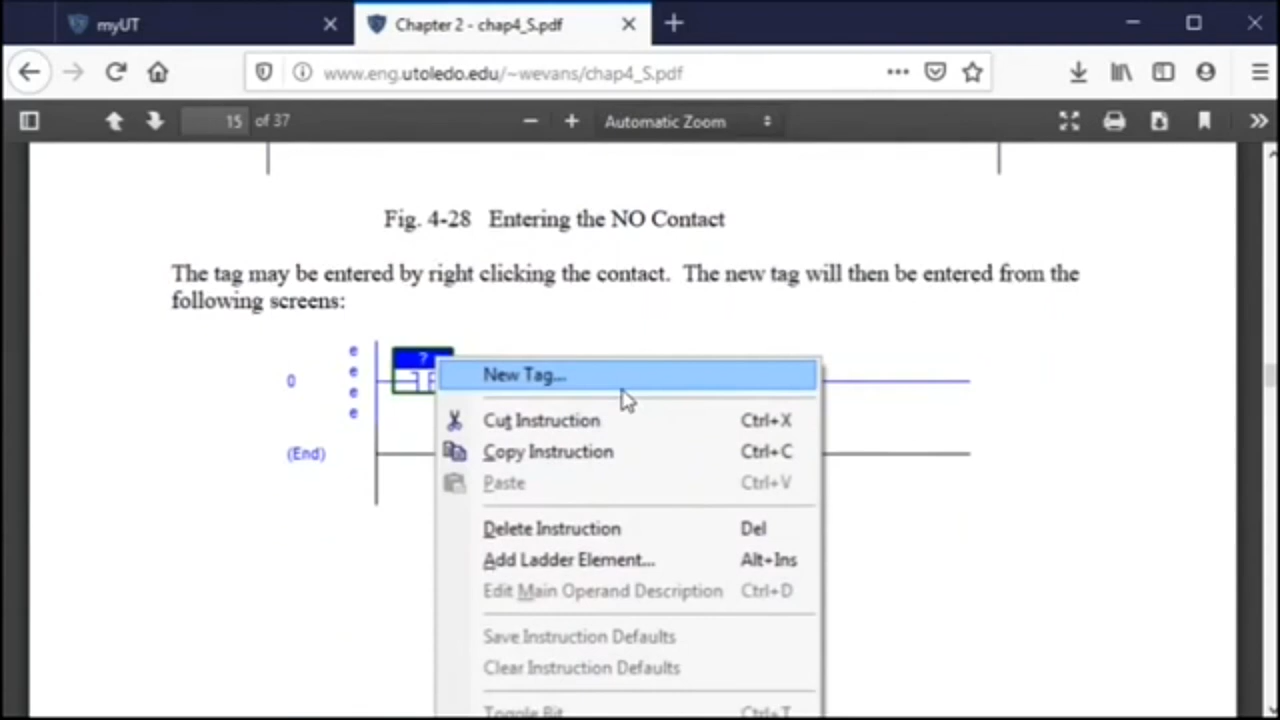 myUT
Chapter 2 - chap4_S.pdf
www.eng.utoledo.edu/~wevans/chap4_S.pdf
15 of 37
Automatic Zoom
Fig. 4-28 Entering the NO Contact
The tag may be entered by right clicking the contact. The new tag will then be entered from the
following screens:
e
?
New Tag...
e
0
e
Cut Instruction Ctrl+X
e
(End)
Copy Instruction Ctrl+C
Paste Ctrl+V
Delete Instruction Del
Add Ladder Element... Alt+Ins
Edit Main Operand Description Ctrl+D
Save Instruction Defaults
Clear Instruction Defaults
Toggle Bit Ctrl+T